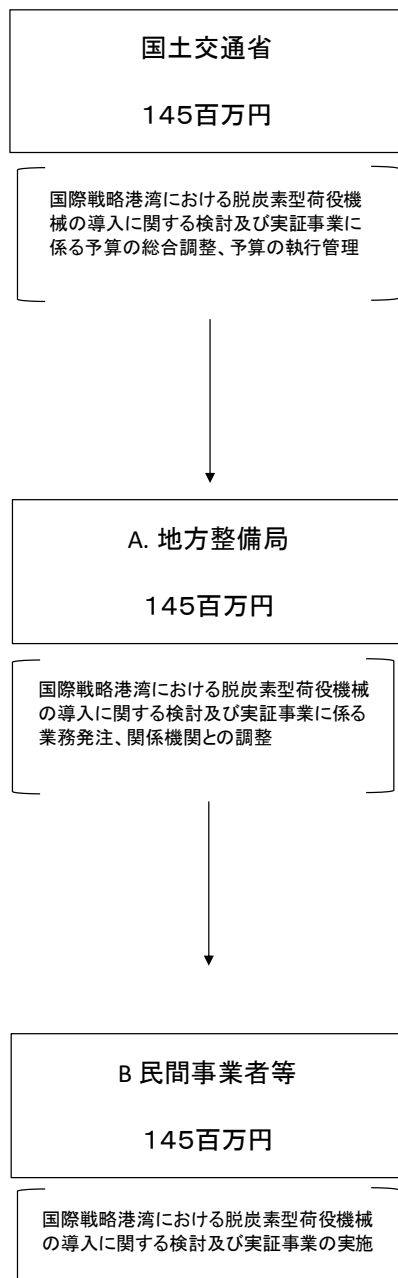 国土交通省
145百万円
国際戦略港湾における脱炭素型荷役機
械の導入に関する検討及び実証事業に
係る予算の総合調整、予算の執行管理
A. 地方整備局
145百万円
国際戦略港湾における脱炭素型荷役機械
の導入に関する検討及び実証事業に係る
業務発注、関係機関との調整
B 民間事業者等
145百万円
国際戦略港湾における脱炭素型荷役機械
の導入に関する検討及び実証事業の実施